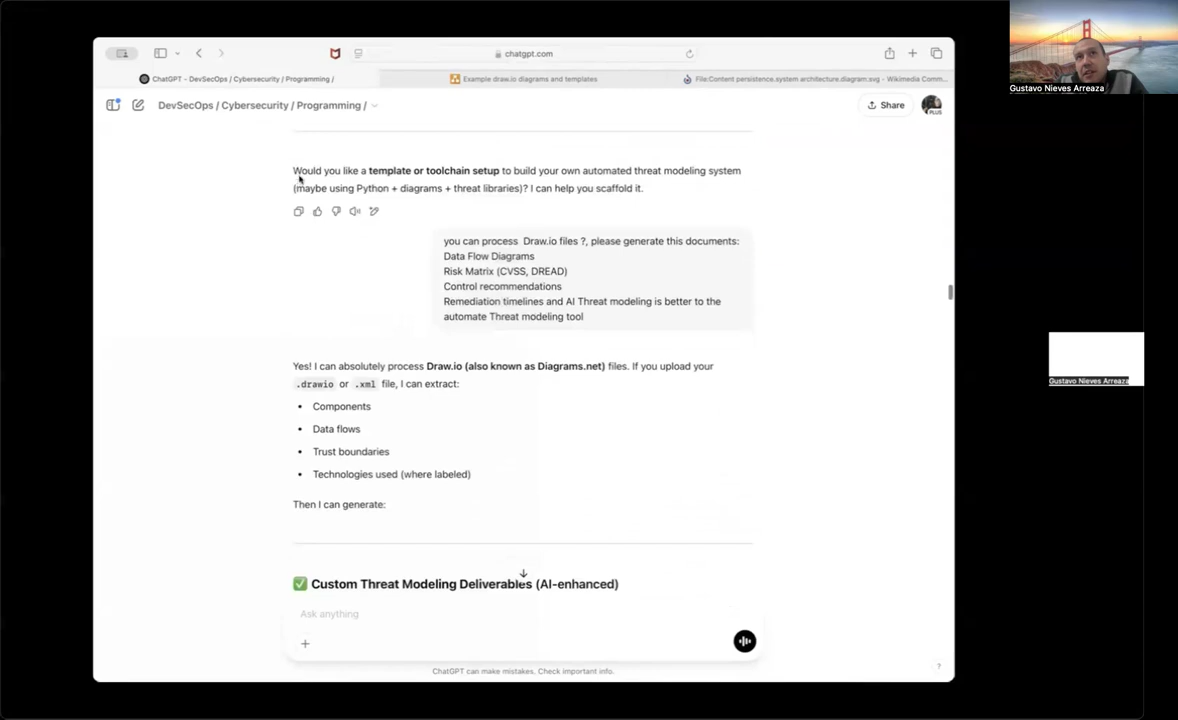 chatgpt.com
ChatGPT - DevSecOps / Cybersecurity / Programming /
Example draw.io diagrams and templates
File:Content persistence.system architecture.diagram.svg - Wikimedia Comm...
DevSecOps / Cybersecurity / Programming /
Share
PLUS
Gustavo Nieves Arreaza
Would you like a template or toolchain setup to build your own automated threat modeling system
(maybe using Python + diagrams + threat libraries)? I can help you scaffold it.
you can process  Draw.io files ?, please generate this documents:
Data Flow Diagrams
Risk Matrix (CVSS, DREAD)
Control recommendations
Remediation timelines and AI Threat modeling is better to the
automate Threat modeling tool
Yes! I can absolutely process Draw.io (also known as Diagrams.net) files. If you upload your
.drawio or .xml file, I can extract:
• Components
• Data flows
• Trust boundaries
• Technologies used (where labeled)
Then I can generate:
Custom Threat Modeling Deliverables (AI-enhanced)
Ask anything
ChatGPT can make mistakes. Check important info.
?
Gustavo Nieves Arreaza